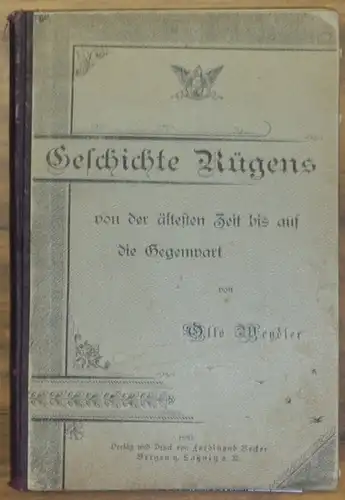 Geschichte Rügens
von der ältesten Zeit bis auf
die Gegenwart
von
Otto Wendler
Verlag und Druck von Ferdinand Becker
Bergen u. Sassnitz a. R.